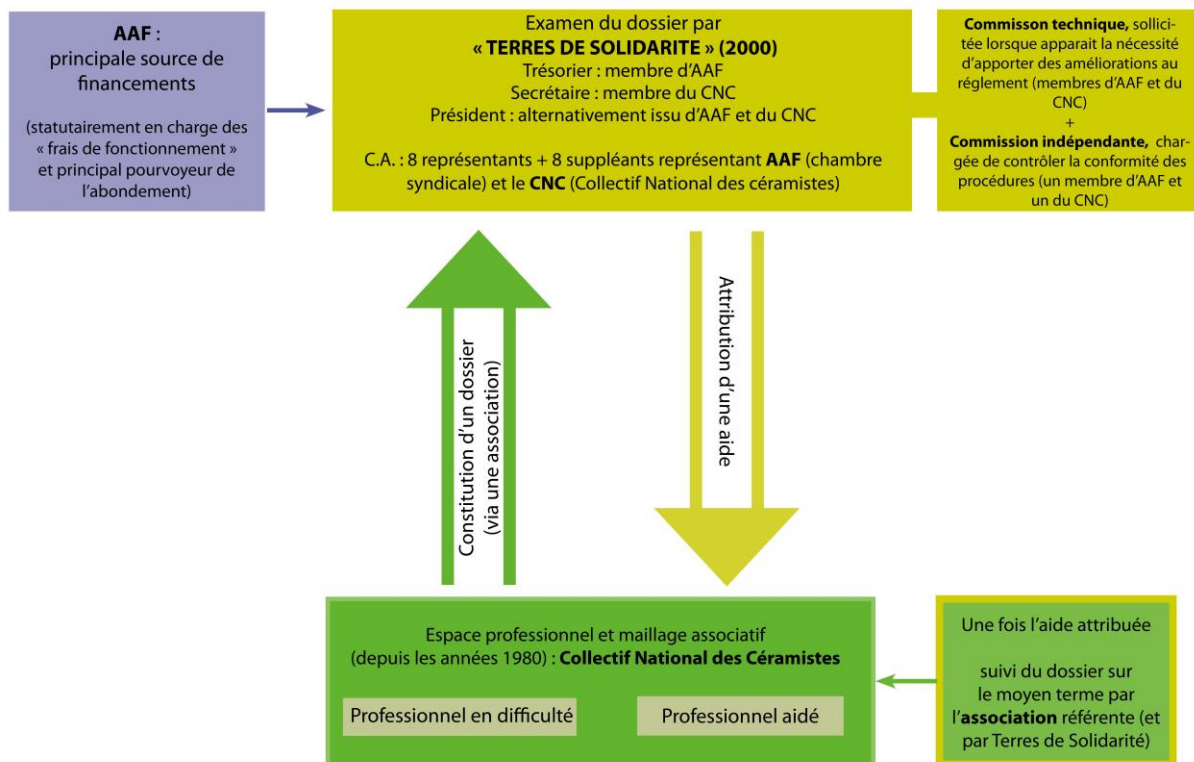 AAF :
principale source de
financements
(statutairement en charge des
« frais de fonctionnement »
et principal pourvoyeur de
l'abondement)
Examen du dossier par
« TERRES DE SOLIDARITE » (2000)
Trésorier : membre d'AAF
Secrétaire : membre du CNC
Président : alternativement issu d'AAF et du CNC
C.A. : 8 représentants + 8 suppléants représentant AAF (chambre
syndicale) et le CNC (Collectif National des céramistes)
Commisson technique, sollici-
tée lorsque apparait la nécessité
d'apporter des améliorations au
réglement (membres d'AAF et du
CNC)
+
Commission indépendante, char-
gée de contrôler la conformité des
procédures (un membre d'AAF et
un du CNC)
Constitution d'un dossier
(via une association)
Attribution d'une aide
Espace professionnel et maillage associatif
(depuis les années 1980) : Collectif National des Céramistes
Professionnel en difficulté
Professionnel aidé
Une fois l'aide attribuée
suivi du dossier sur
le moyen terme par
l'association référente (et
par Terres de Solidarité)